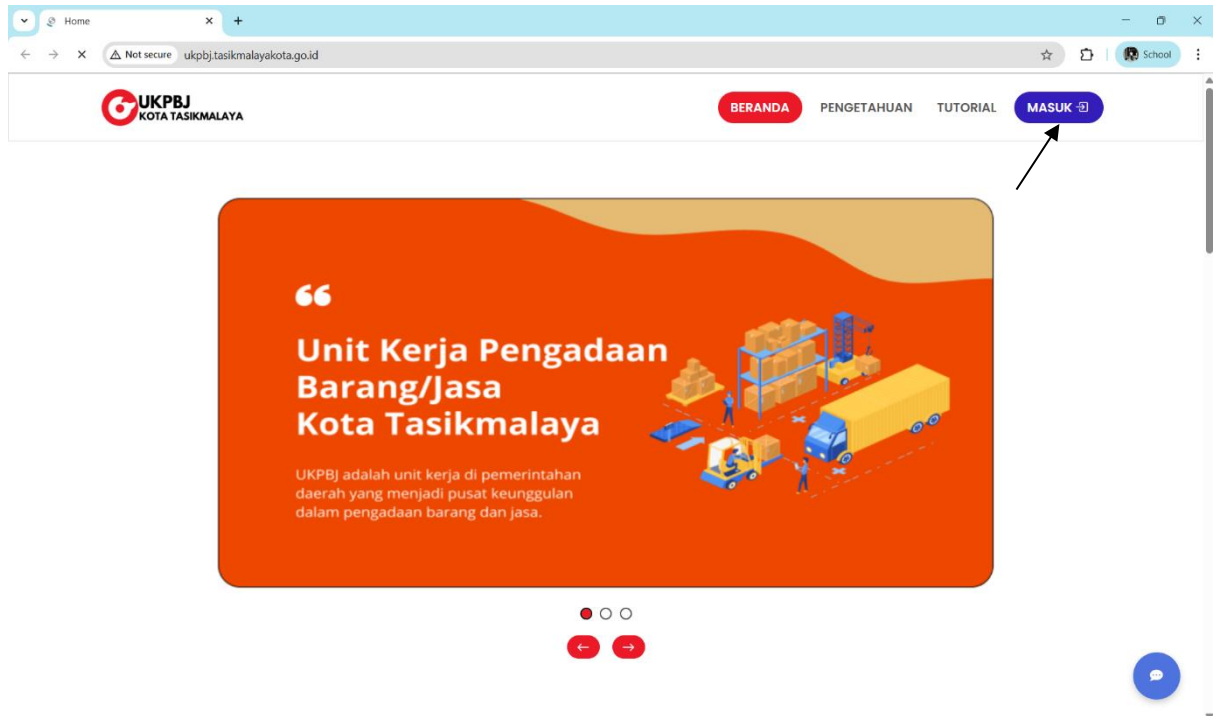 Home
Not secure
ukpbj.tasikmalayakota.go.id
School
UKPBJ
KOTA TASIKMALAYA
BERANDA
PENGETAHUAN
TUTORIAL
MASUK
Unit Kerja Pengadaan
Barang/Jasa
Kota Tasikmalaya
UKPBJ adalah unit kerja di pemerintahan
daerah yang menjadi pusat keunggulan
dalam pengadaan barang dan jasa.